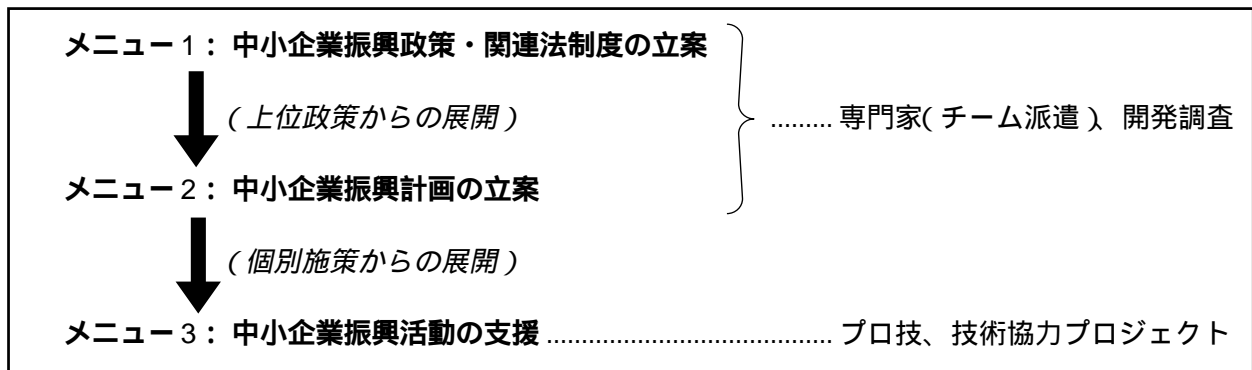 メニュー1：中小企業振興政策・関連法制度の立案
（上位政策からの展開）
......... 専門家（チーム派遣）、開発調査
メニュー2：中小企業振興計画の立案
（個別施策からの展開）
メニュー3：中小企業振興活動の支援 ......................................... プロ技、技術協力プロジェクト